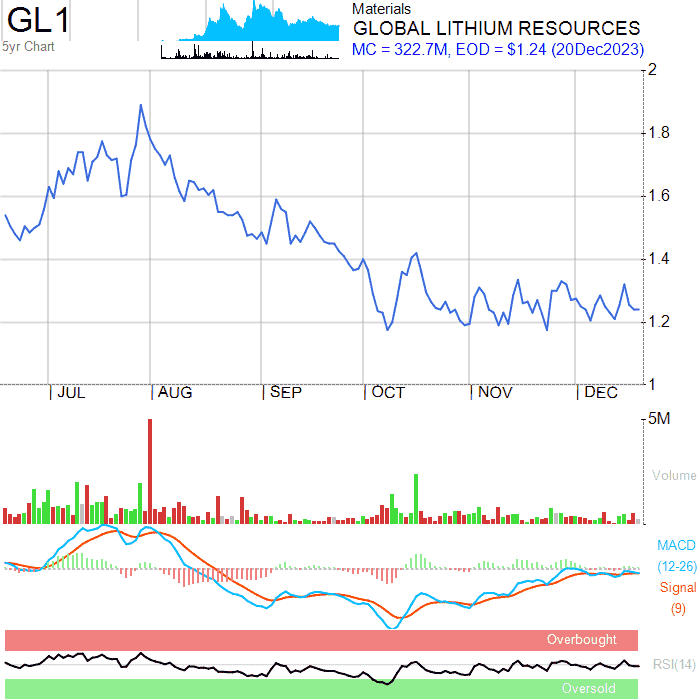 GL1
5yr Chart
Materials
GLOBAL LITHIUM RESOURCES
MC = 322.7M, EOD = $1.24 (20Dec2023)
2
1.8
1.6
1.4
1.2
1
JUL AUG SEP OCT NOV DEC
5M
Volume
MACD
(12-26)
Signal
(9)
Overbought
RSI(14)
Oversold